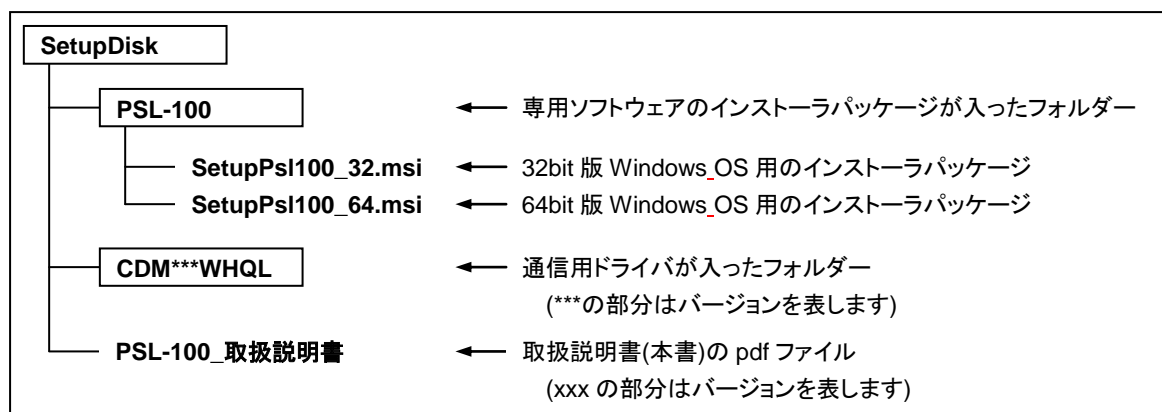 SetupDisk
PSL-100 専用ソフトウェアのインストーラパッケージが入ったフォルダー
SetupPsl100_32.msi 32bit 版 Windows OS 用のインストーラパッケージ
SetupPsl100_64.msi 64bit 版 Windows OS 用のインストーラパッケージ
CDM***WHQL 通信用ドライバが入ったフォルダー
(***の部分はバージョンを表します)
PSL-100_取扱説明書 取扱説明書(本書)の pdf ファイル
(xxx の部分はバージョンを表します)